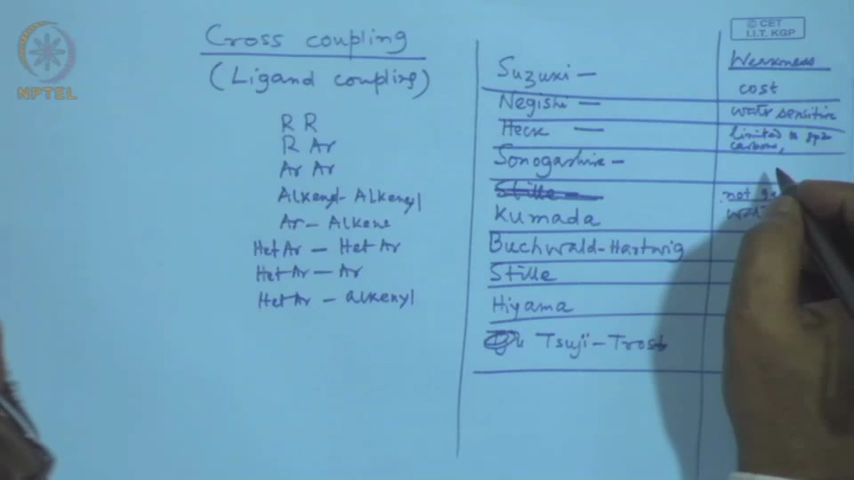 © CET
I.I.T. KGP
NPTEL
Cross coupling
(Ligand coupling)
R R
R Ar
Ar Ar
Alkenyl - Alkenyl
Ar - Alkene
Het Ar - Het Ar
Het Ar - Ar
Het Ar - alkenyl
Weakness
Suzuki - cost
Negishi - water sensitive
Heck - limited to sp2
carbons,
Sonogashira -
Stille - not
Kumada
Buchwald-Hartwig
Stille
Hiyama
Tsuji-Trost